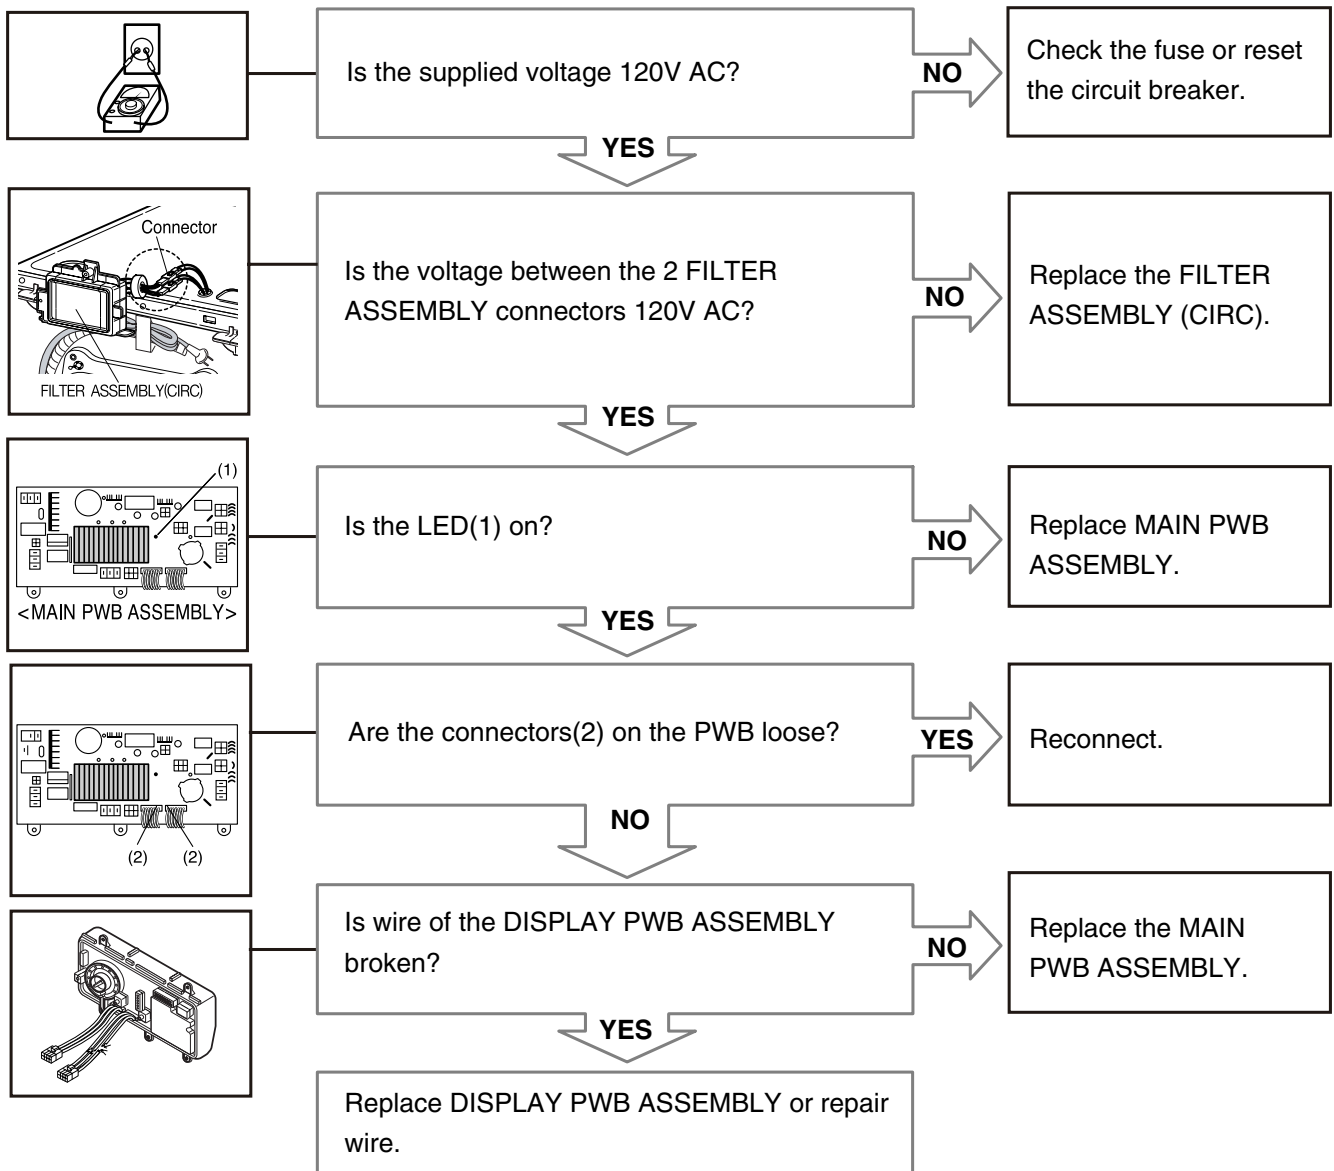 Is the supplied voltage 120V AC?
NO
Check the fuse or reset
the circuit breaker.
YES
Connector
FILTER ASSEMBLY(CIRC)
Is the voltage between the 2 FILTER
ASSEMBLY connectors 120V AC?
NO
Replace the FILTER
ASSEMBLY (CIRC).
YES
(1)
<MAIN PWB ASSEMBLY>
Is the LED(1) on?
NO
Replace MAIN PWB
ASSEMBLY.
YES
(2) (2)
Are the connectors(2) on the PWB loose?
YES
Reconnect.
NO
Is wire of the DISPLAY PWB ASSEMBLY
broken?
NO
Replace the MAIN
PWB ASSEMBLY.
YES
Replace DISPLAY PWB ASSEMBLY or repair
wire.